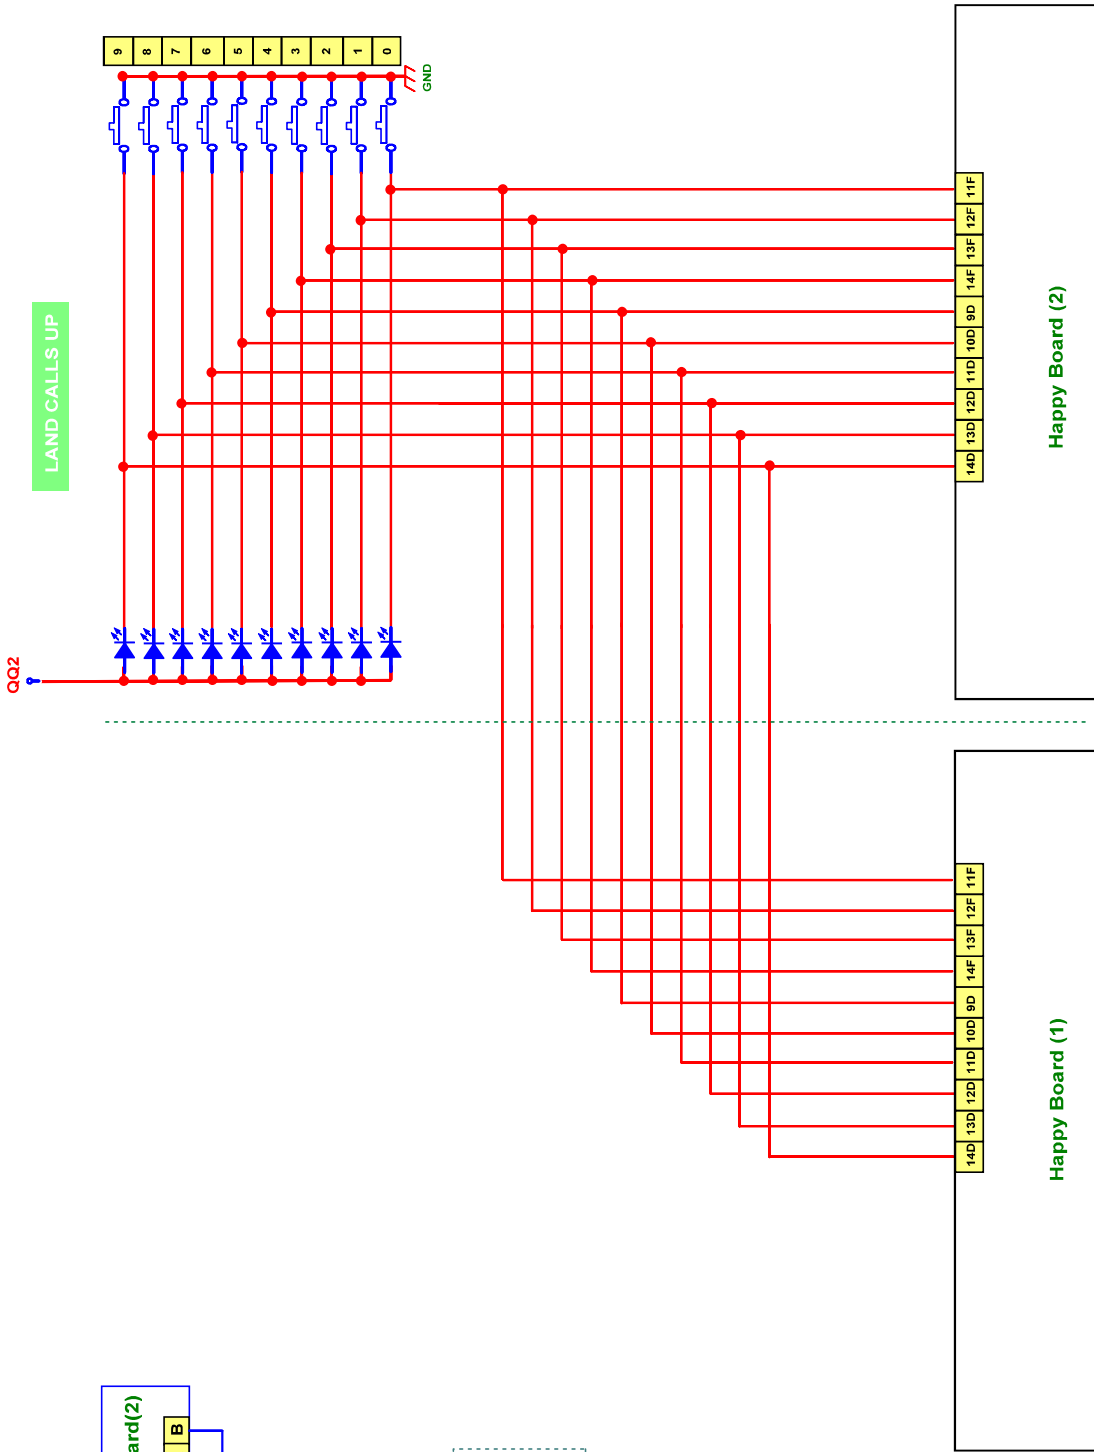 LAND CALLS UP
9
8
7
6
5
4
3
2
1
0
GND
QQ2
11F
12F
13F
14F
9D
10D
11D
12D
13D
14D
Happy Board (2)
11F
12F
13F
14F
9D
10D
11D
12D
13D
14D
Happy Board (1)
ard(2)
B